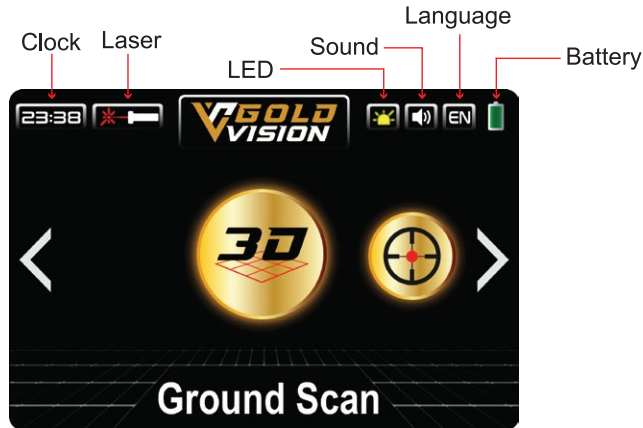 Language
Clock Laser Sound Battery
LED
23:38 GOLD VISION EN
3D
Ground Scan